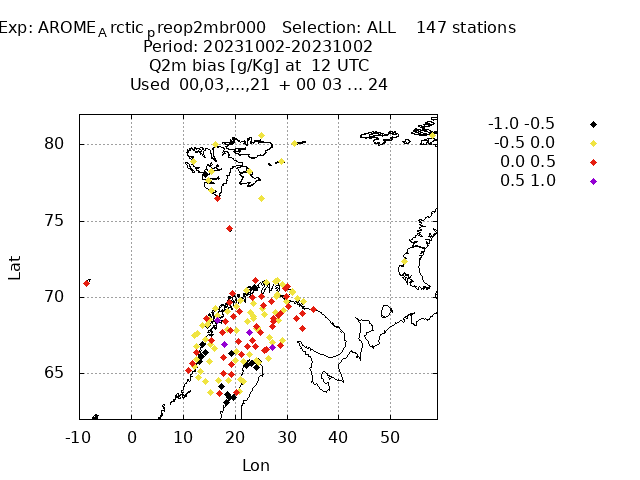 Exp: AROME_Arctic_preop2mbr000 Selection: ALL 147 stations
Period: 20231002-20231002
Q2m bias [g/Kg] at 12 UTC
Used 00,03,...,21 + 00 03 ... 24
-1.0 -0.5
-0.5 0.0
0.0 0.5
0.5 1.0
80
75
70
65
Lat
-10 0 10 20 30 40 50
Lon